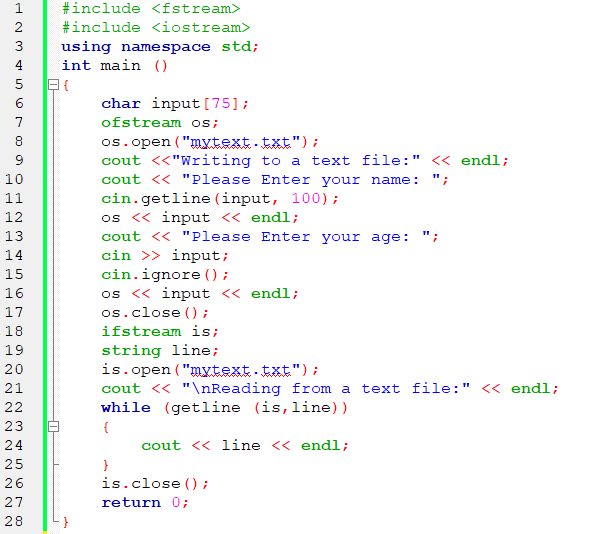 1 #include <fstream>
2 #include <iostream>
3 using namespace std;
4 int main ()
5 {
6 char input[75];
7 ofstream os;
8 os.open("mytext.txt");
9 cout <<"Writing to a text file:" << endl;
10 cout << "Please Enter your name: ";
11 cin.getline(input, 100);
12 os << input << endl;
13 cout << "Please Enter your age: ";
14 cin >> input;
15 cin.ignore();
16 os << input << endl;
17 os.close();
18 ifstream is;
19 string line;
20 is.open("mytext.txt");
21 cout << "\nReading from a text file:" << endl;
22 while (getline (is,line))
23 {
24 cout << line << endl;
25 }
26 is.close();
27 return 0;
28 }